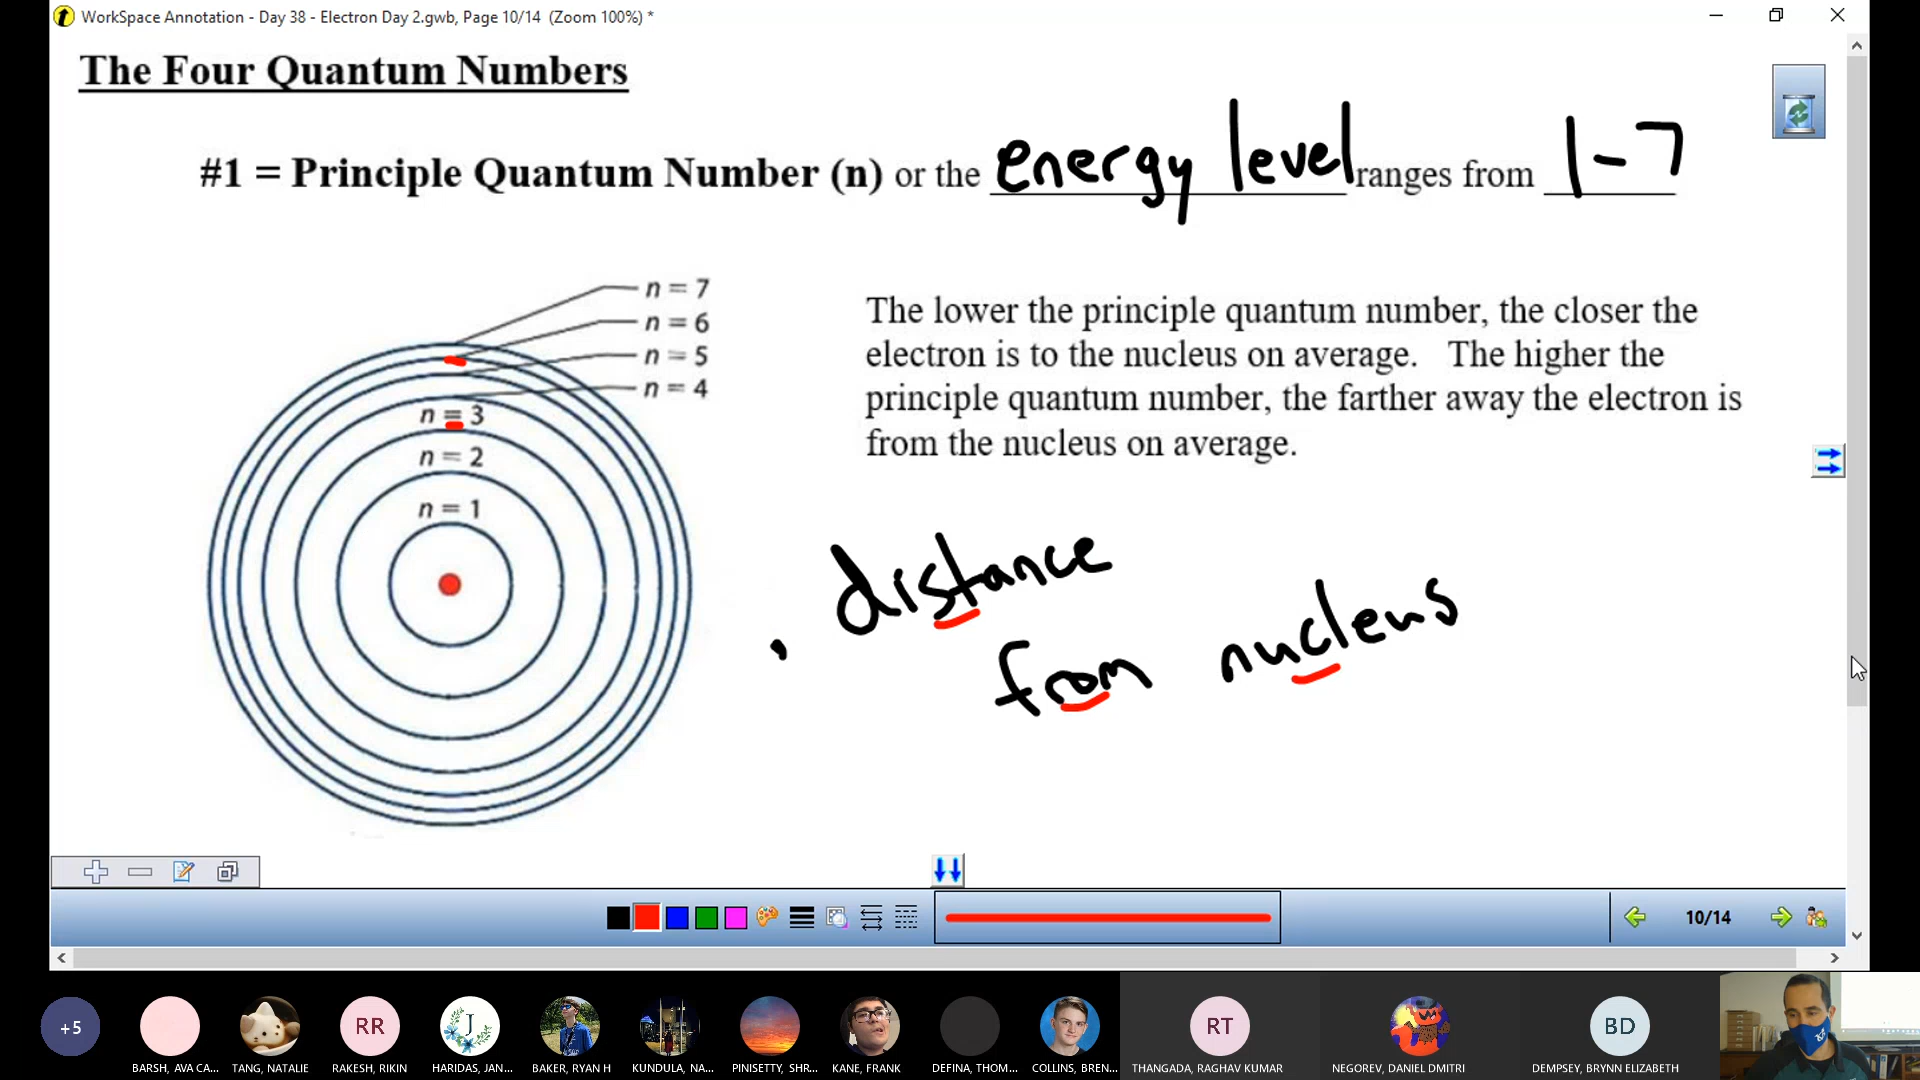 WorkSpace Annotation - Day 38 - Electron Day 2.gwb, Page 10/14 (Zoom 100%) *
The Four Quantum Numbers
#1 = Principle Quantum Number (n) or the energy level ranges from 1-7
n = 7
n = 6
n = 5
n = 4
n = 3
n = 2
n = 1
The lower the principle quantum number, the closer the
electron is to the nucleus on average. The higher the
principle quantum number, the farther away the electron is
from the nucleus on average.
distance
from nucleus
10/14
+5
RR
J
RT
BD
BARSH, AVA CA... TANG, NATALIE RAKESH, RIKIN HARIDAS, JAN... BAKER, RYAN H KUNDULA, NA... PINISETTY, SHR... KANE, FRANK DEFINA, THOM... COLLINS, BREN... THANGADA, RAGHAV KUMAR NEGOREV, DANIEL DMITRI DEMPSEY, BRYNN ELIZABETH